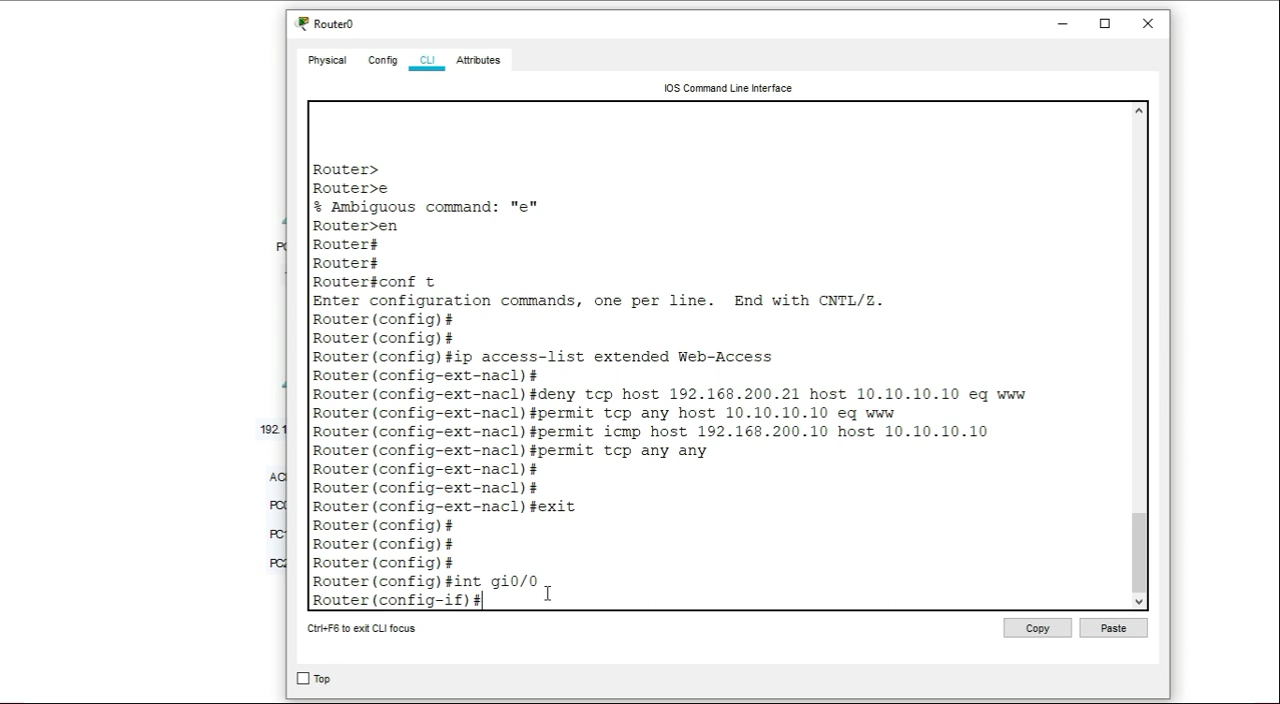 Router0
Physical Config CLI Attributes
IOS Command Line Interface
Router>
Router>e
% Ambiguous command: "e"
Router>en
Router#
Router#
Router#conf t
Enter configuration commands, one per line.  End with CNTL/Z.
Router(config)#
Router(config)#
Router(config)#ip access-list extended Web-Access
Router(config-ext-nacl)#
Router(config-ext-nacl)#deny tcp host 192.168.200.21 host 10.10.10.10 eq www
Router(config-ext-nacl)#permit tcp any host 10.10.10.10 eq www
Router(config-ext-nacl)#permit icmp host 192.168.200.10 host 10.10.10.10
Router(config-ext-nacl)#permit tcp any any
Router(config-ext-nacl)#
Router(config-ext-nacl)#
Router(config-ext-nacl)#exit
Router(config)#
Router(config)#
Router(config)#
Router(config)#int gi0/0
Router(config-if)#
Ctrl+F6 to exit CLI focus
Copy Paste
Top
192.1
AC
PC
PC
PC